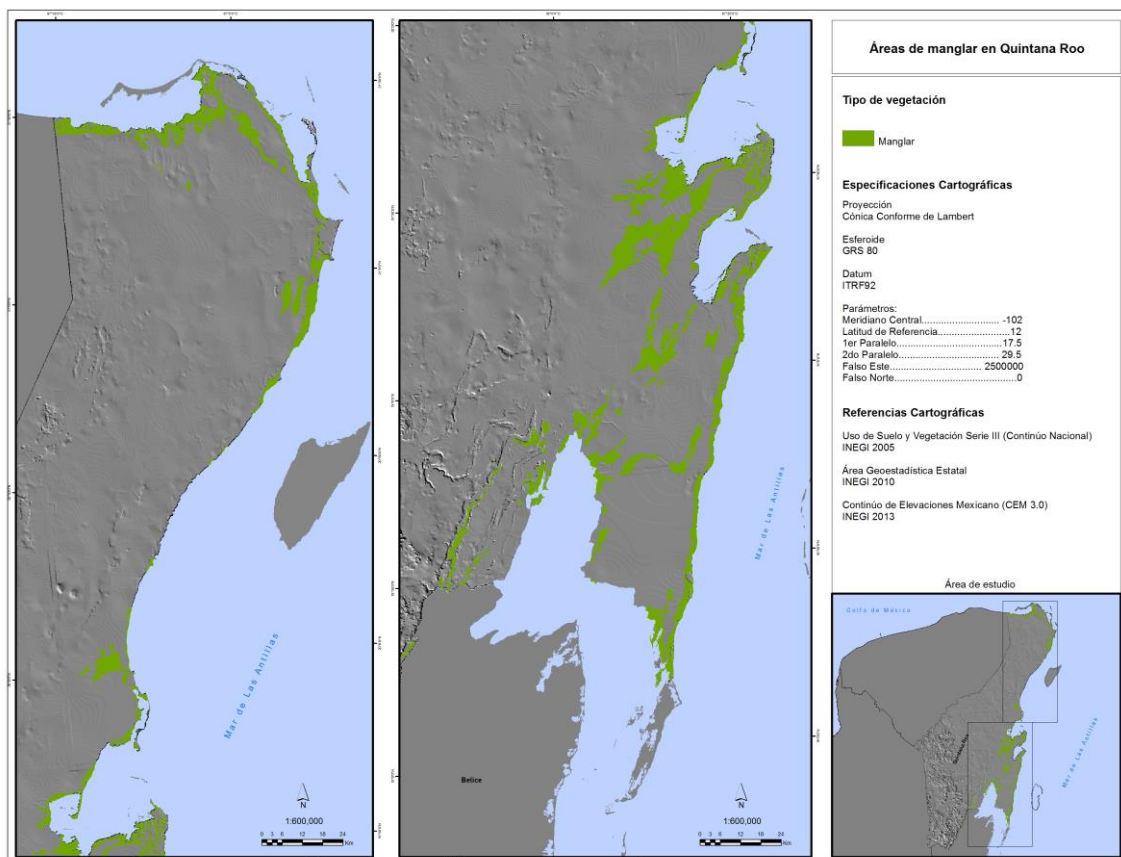 Áreas de manglar en Quintana Roo
Tipo de vegetación
Manglar
Especificaciones Cartográficas
Proyección
Cónica Conforme de Lambert
Esferoide
GRS 80
Datum
ITRF92
Parámetros:
Meridiano Central........................... -102
Latitud de Referencia......................... 12
1er Paralelo..................................... 17.5
2do Paralelo.................................... 29.5
Falso Este................................ 2500000
Falso Norte...........................................0
Referencias Cartográficas
Uso de Suelo y Vegetación Serie III (Continúo Nacional)
INEGI 2005
Área Geoestadística Estatal
INEGI 2010
Continúo de Elevaciones Mexicano (CEM 3.0)
INEGI 2013
Área de estudio
Golfo de México
Quintana Roo
Mar de Las Antillas
Mar de Las Antillas
N
1:600,000
0 3 6 12 18 24
Km
Mar de Las Antillas
Belice
N
1:600,000
0 3 6 12 18 24
Km